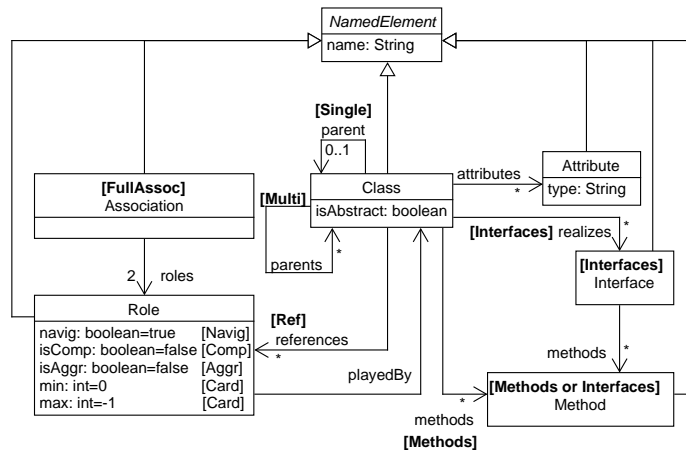 NamedElement
name: String
[Single]
parent
0..1
[FullAssoc]
Association
[Multi]
Class
isAbstract: boolean
attributes
*
Attribute
type: String
[Interfaces] realizes
*
parents
*
[Interfaces]
Interface
2 roles
Role
navig: boolean=true [Navig]
isComp: boolean=false [Comp]
isAggr: boolean=false [Aggr]
min: int=0 [Card]
max: int=-1 [Card]
[Ref]
references
*
playedBy
methods
*
[Methods or Interfaces]
Method
methods
*
[Methods]